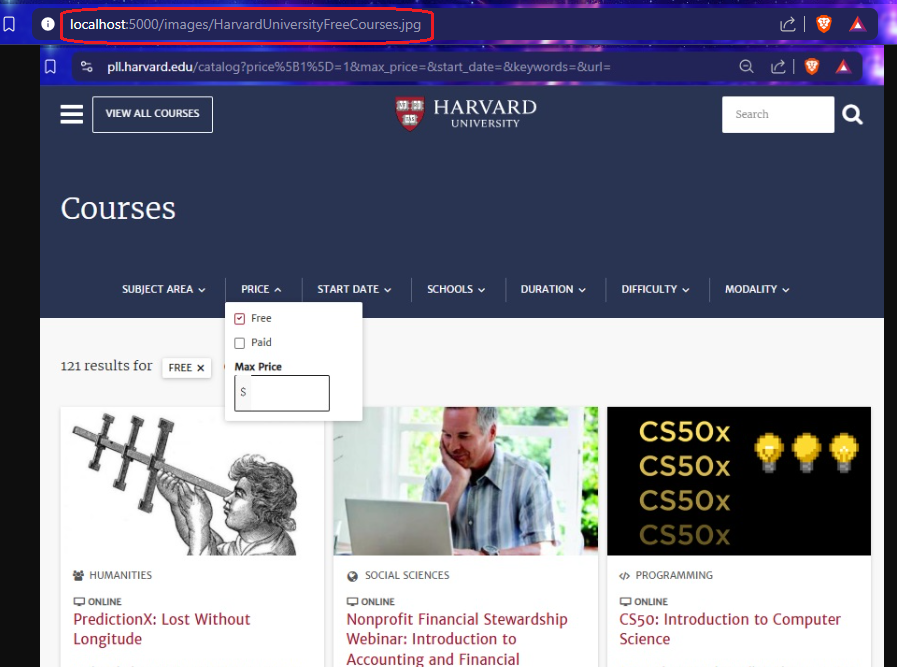 localhost:5000/images/HarvardUniversityFreeCourses.jpg
pll.harvard.edu/catalog?price%5B1%5D=1&max_price=&start_date=&keywords=&url=
VIEW ALL COURSES
HARVARD
UNIVERSITY
Search
Courses
SUBJECT AREA PRICE START DATE SCHOOLS DURATION DIFFICULTY MODALITY
Free
Paid
Max Price
$
121 results for FREE ×
CS50x
CS50x
CS50x
CS50x
HUMANITIES
ONLINE
PredictionX: Lost Without
Longitude
SOCIAL SCIENCES
ONLINE
Nonprofit Financial Stewardship
Webinar: Introduction to
Accounting and Financial
PROGRAMMING
ONLINE
CS50: Introduction to Computer
Science